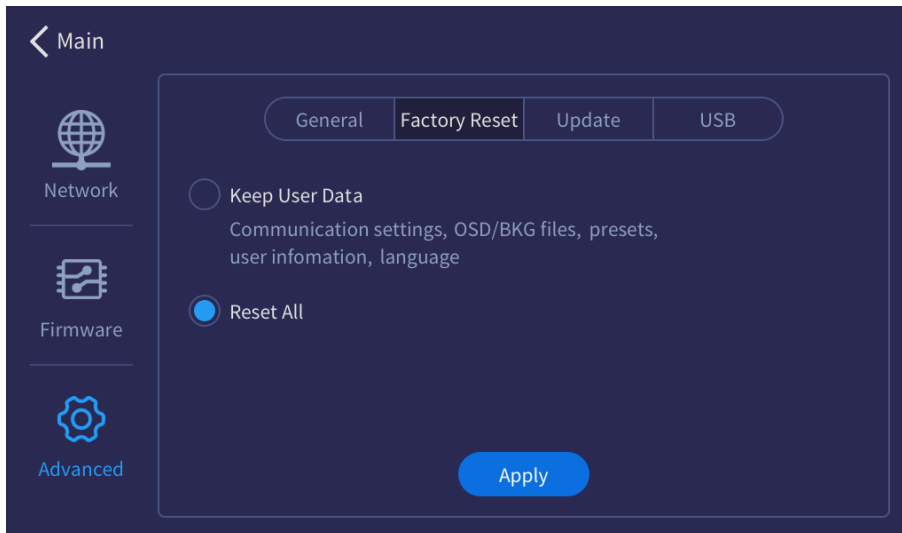 Main
Network
Firmware
Advanced
General Factory Reset Update USB
Keep User Data
Communication settings, OSD/BKG files, presets,
user infomation, language
Reset All
Apply